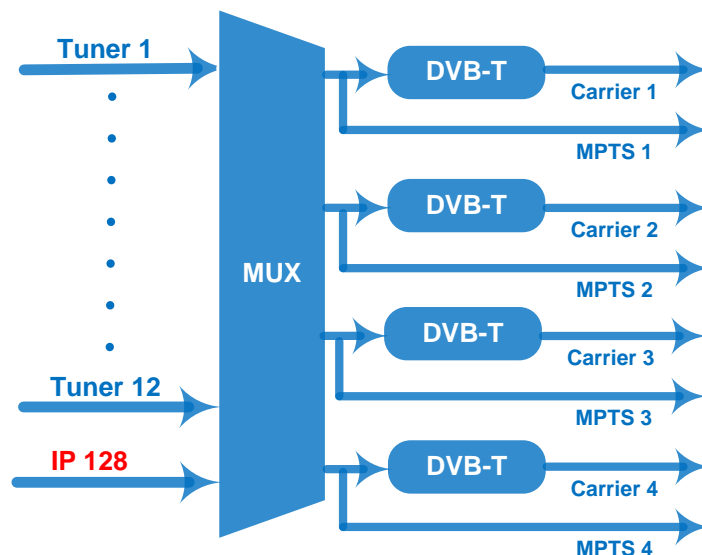 Tuner 1
DVB-T
Carrier 1
MPTS 1
DVB-T
Carrier 2
MPTS 2
MUX
DVB-T
Carrier 3
MPTS 3
Tuner 12
IP 128
DVB-T
Carrier 4
MPTS 4